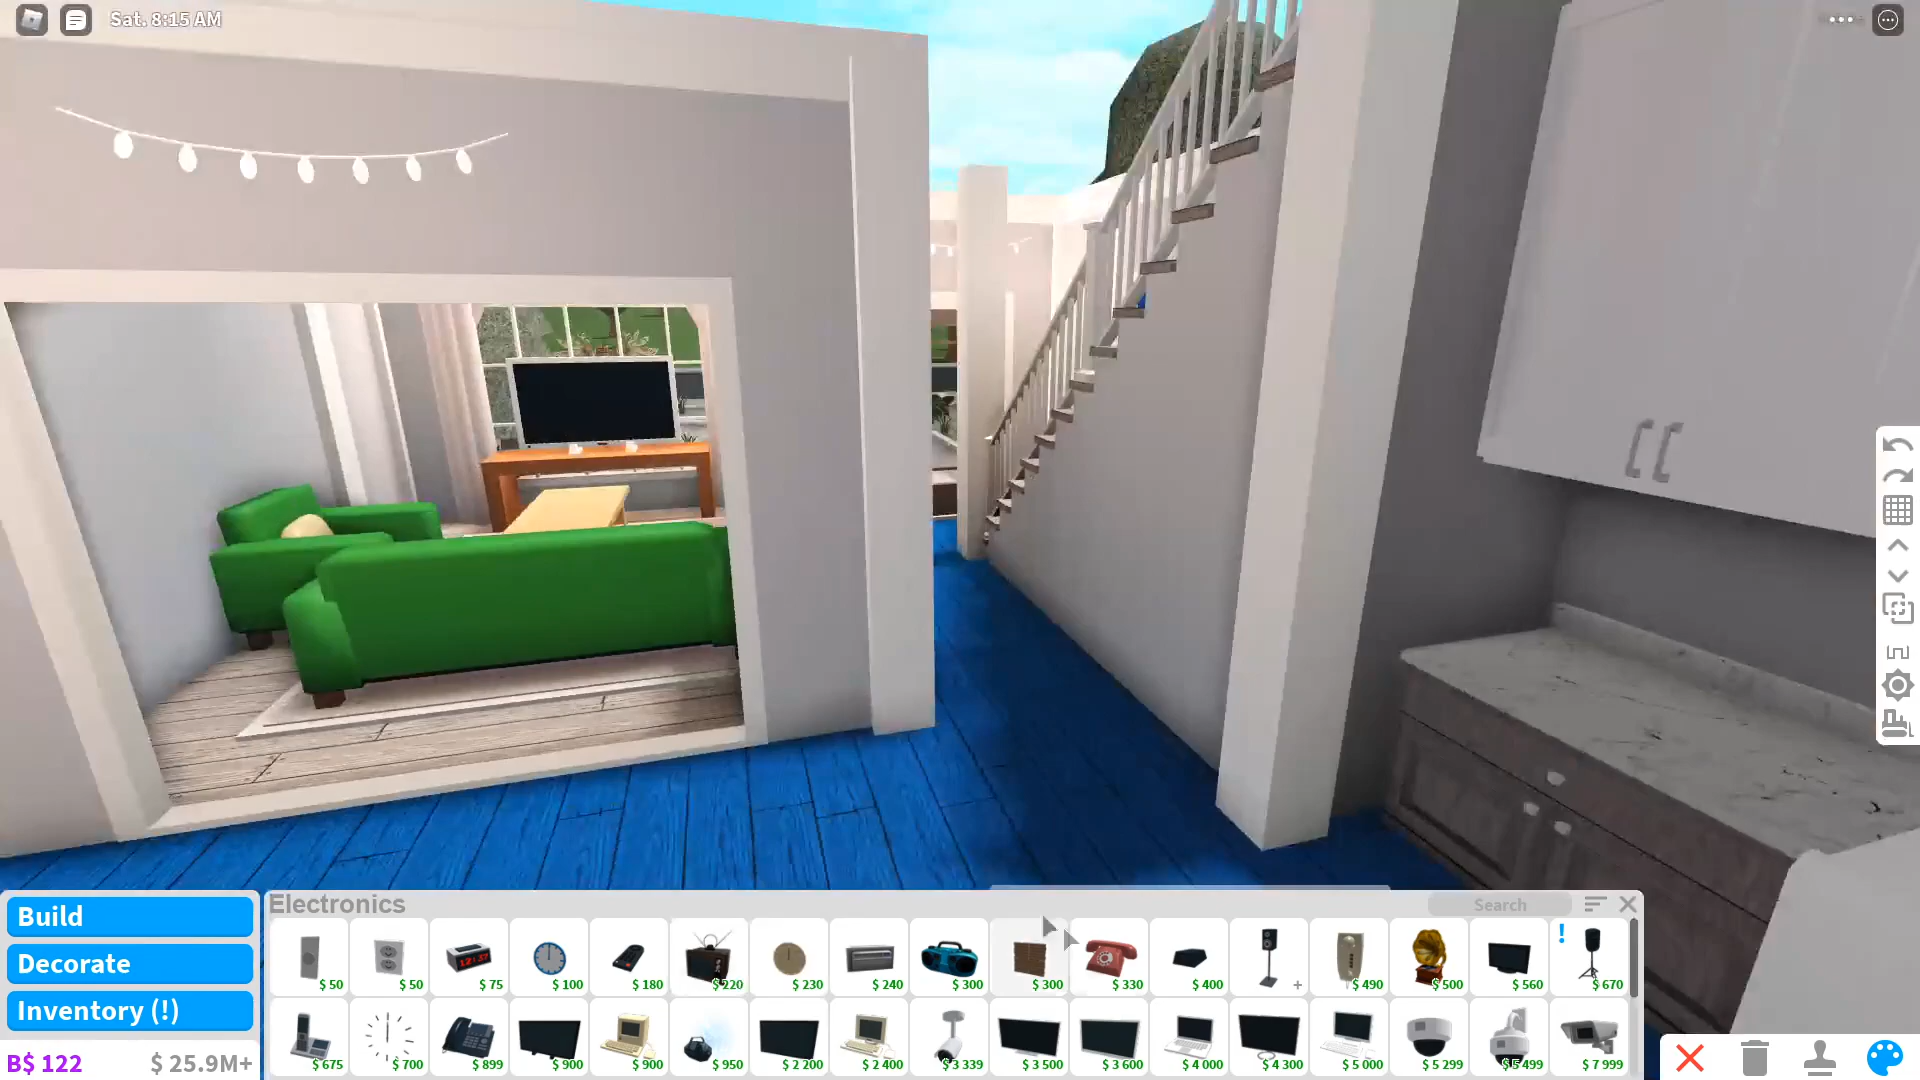 Sat. 8:15 AM
Build
Decorate
Inventory (!)
B$ 122
$ 25.9M+
Electronics
Search
$ 50
$ 50
12:37
$ 75
$ 100
$ 180
$ 220
$ 230
$ 240
$ 300
$ 300
$ 330
$ 400
+
$ 490
$ 500
$ 560
!
$ 670
$ 675
$ 700
$ 899
$ 900
$ 900
$ 950
$ 2 200
$ 2 400
$ 3 339
$ 3 500
$ 3 600
$ 4 000
$ 4 300
$ 5 000
$ 5 299
$ 5 499
$ 7 999